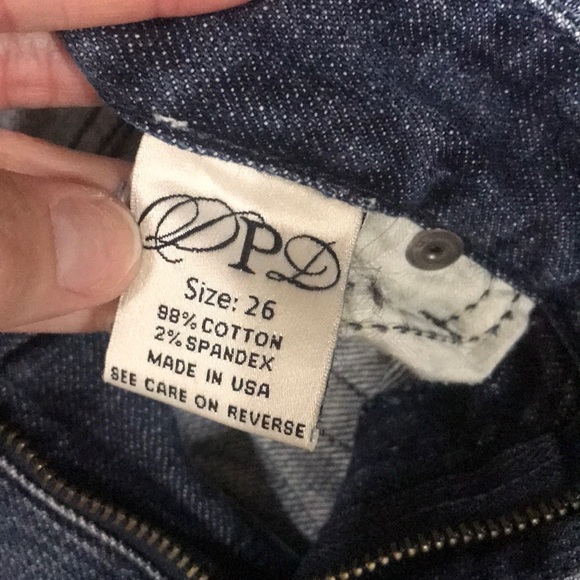 DPD
Size: 26
98% COTTON
2% SPANDEX
MADE IN USA
SEE CARE ON REVERSE